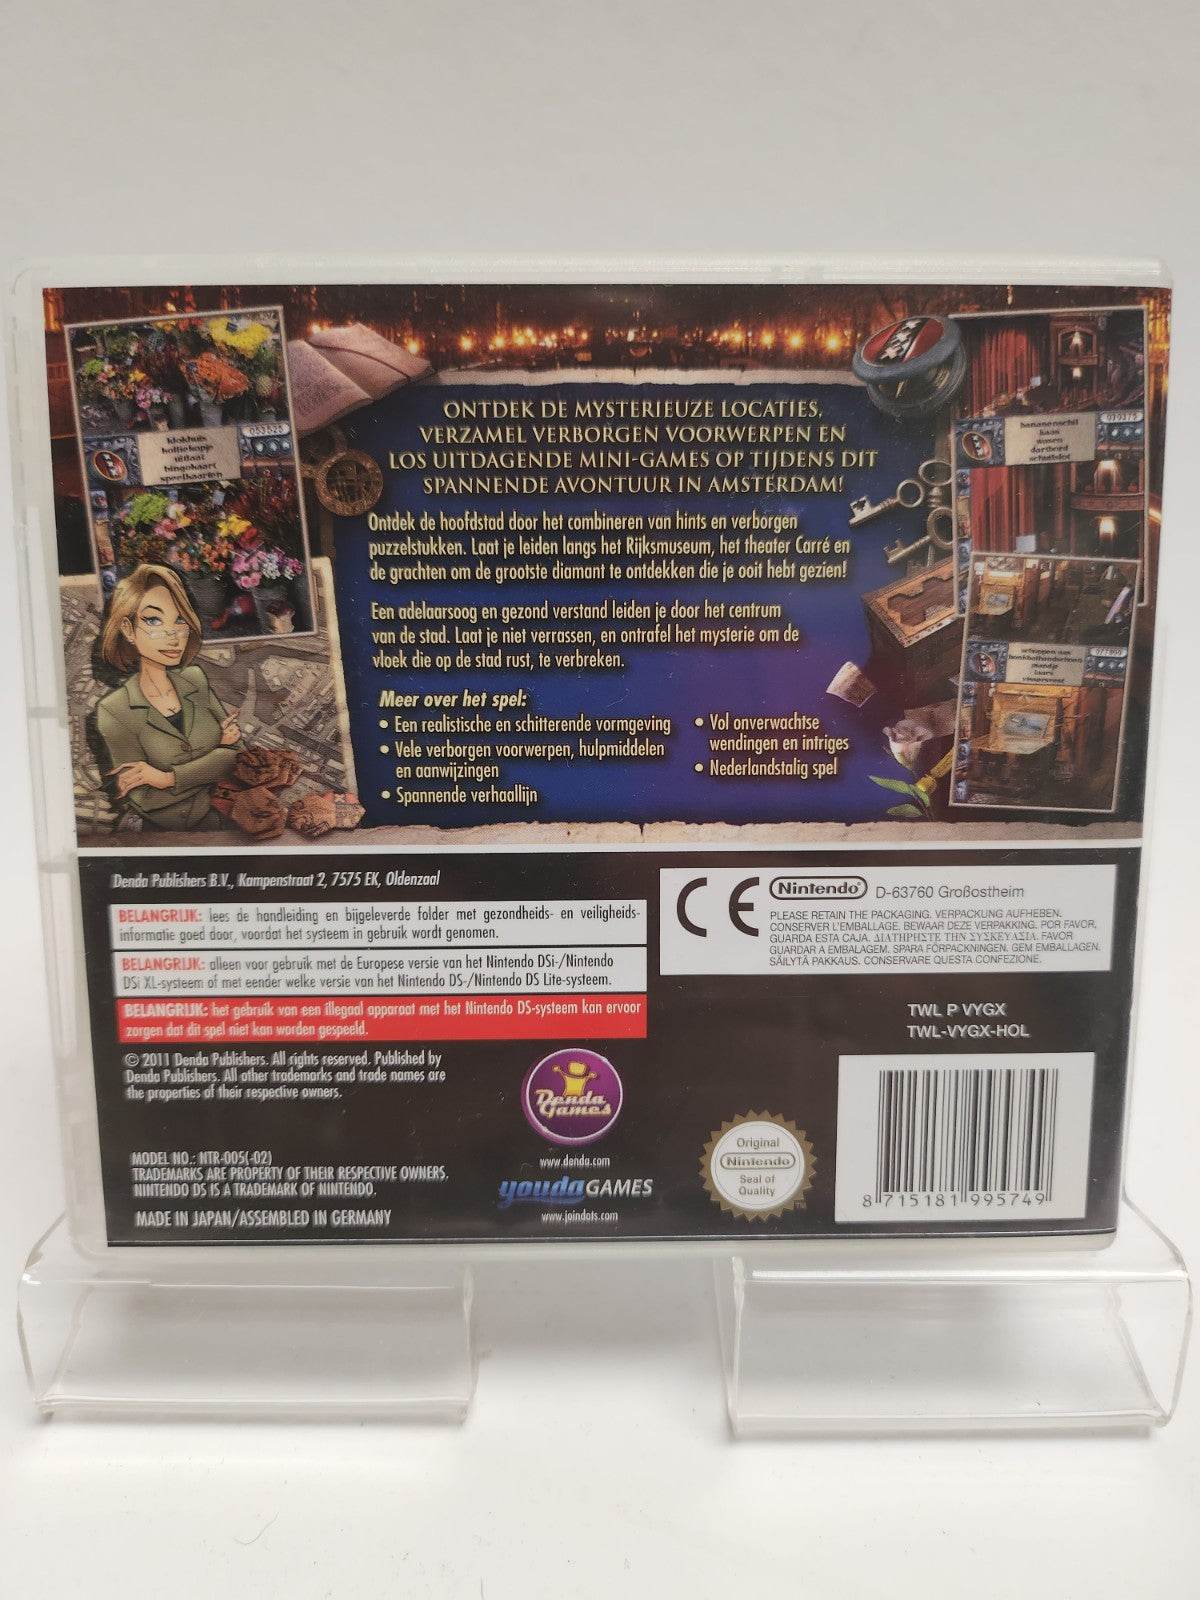 klokhuis
koffiekopje
uitlaat
bingokaart
speelkaarten
ONTDEK DE MYSTERIEUZE LOCATIES,
VERZAMEL VERBORGEN VOORWERPEN EN
LOS UITDAGENDE MINI-GAMES OP TIJDENS DIT
SPANNENDE AVONTUUR IN AMSTERDAM!
Ontdek de hoofdstad door het combineren van hints en verborgen
puzzelstukken. Laat je leiden langs het Rijksmuseum, het theater Carré en
de grachten om de grootste diamant te ontdekken die je ooit hebt gezien!
Een adelaarsoog en gezond verstand leiden je door het centrum
van de stad. Laat je niet verrassen, en ontrafel het mysterie om de
vloek die op de stad rust, te verbreken.
Meer over het spel:
• Een realistische en schitterende vormgeving
• Vele verborgen voorwerpen, hulpmiddelen
en aanwijzingen
• Spannende verhaallijn
• Vol onverwachtse
wendingen en intriges
• Nederlandstalig spel
bananenschil
kaas
wosen
dartbord
Denda Publishers B.V., Kampenstraat 2, 7575 EK, Oldenzaal
BELANGRIJK: lees de handleiding en bijgeleverde folder met gezondheids- en veiligheids-
informatie goed door, voordat het systeem in gebruik wordt genomen.
BELANGRIJK: alleen voor gebruik met de Europese versie van het Nintendo DSi-/Nintendo
DSi XL-systeem of met eender welke versie van het Nintendo DS-/Nintendo DS Lite-systeem.
BELANGRIJK: het gebruik van een illegaal apparaat met het Nintendo DS-systeem kan ervoor
zorgen dat dit spel niet kan worden gespeeld.
© 2011 Denda Publishers. All rights reserved. Published by
Denda Publishers. All other trademarks and trade names are
the properties of their respective owners.
MODEL NO.: NTR-005(-02)
TRADEMARKS ARE PROPERTY OF THEIR RESPECTIVE OWNERS.
NINTENDO DS IS A TRADEMARK OF NINTENDO.
MADE IN JAPAN/ASSEMBLED IN GERMANY
Denda
Games
www.denda.com
youdaGAMES
www.joindots.com
CE
Nintendo® D-63760 Großostheim
PLEASE RETAIN THE PACKAGING. VERPACKUNG AUFHEBEN.
CONSERVER L'EMBALLAGE. BEWAAR DEZE VERPAKKING. POR FAVOR,
GUARDA ESTA CAJA. ΔΙΑΤΗΡΗΣΤΕ ΤΗΝ ΣΥΣΚΕΥΑΣΙΑ. FAVOR
GUARDAR A EMBALAGEM. SPARA FÖRPACKNINGEN. GEM EMBALLAGEN.
SÄILYTÄ PAKKAUS. CONSERVARE QUESTA CONFEZIONE.
TWL P VYGX
TWL-VYGX-HOL
Original
Nintendo
Seal of
Quality
TM
8 715181 995749